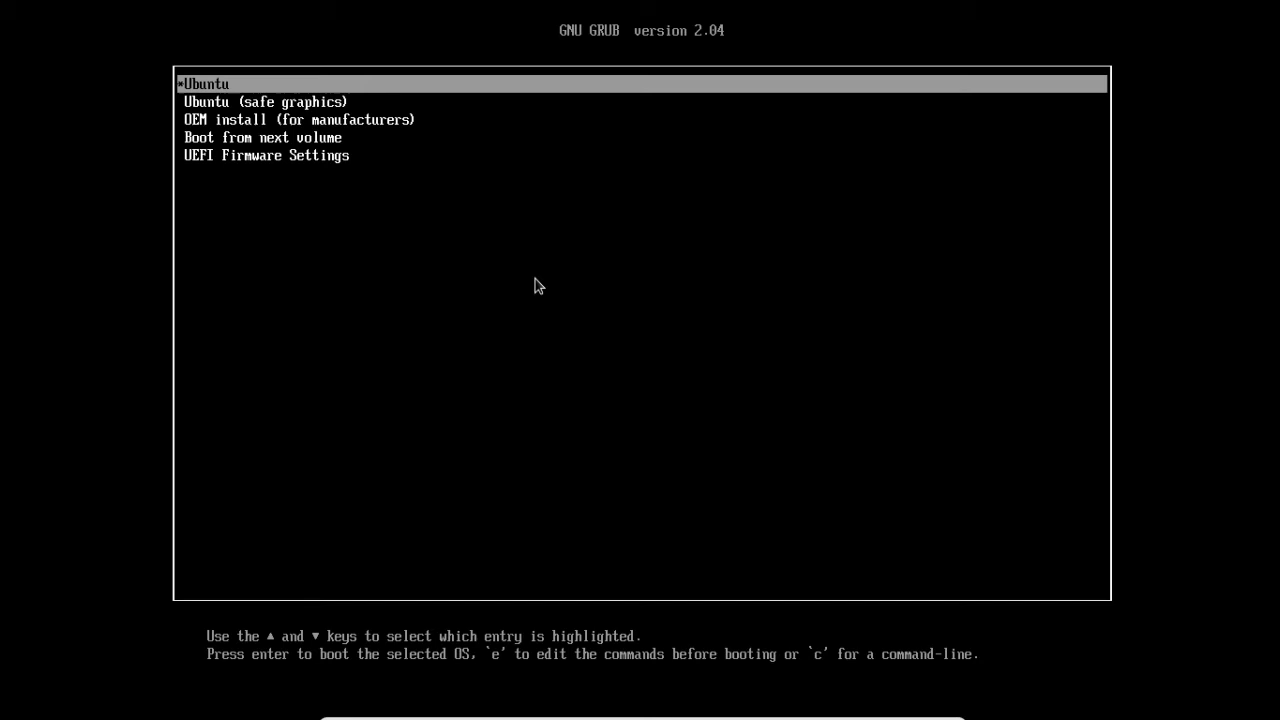 GNU GRUB version 2.04
*Ubuntu
Ubuntu (safe graphics)
OEM install (for manufacturers)
Boot from next volume
UEFI Firmware Settings
Use the ▲ and ▼ keys to select which entry is highlighted.
Press enter to boot the selected OS, `e' to edit the commands before booting or `c' for a command-line.